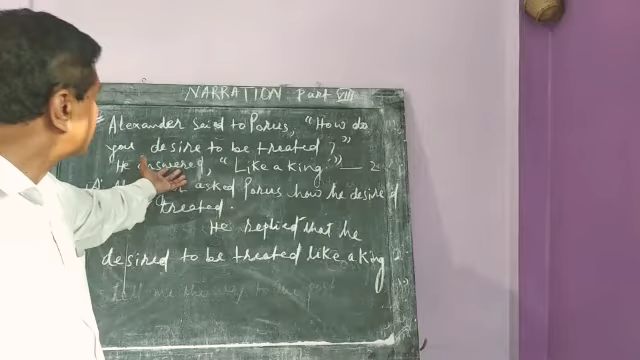 NARRATION Part VIII
Alexander said to Porus, "How do
you desire to be treated?"
He answered, "Like a king." — 2
asked Porus how he desired
treated.
He replied that he
desired to be treated like a king 2